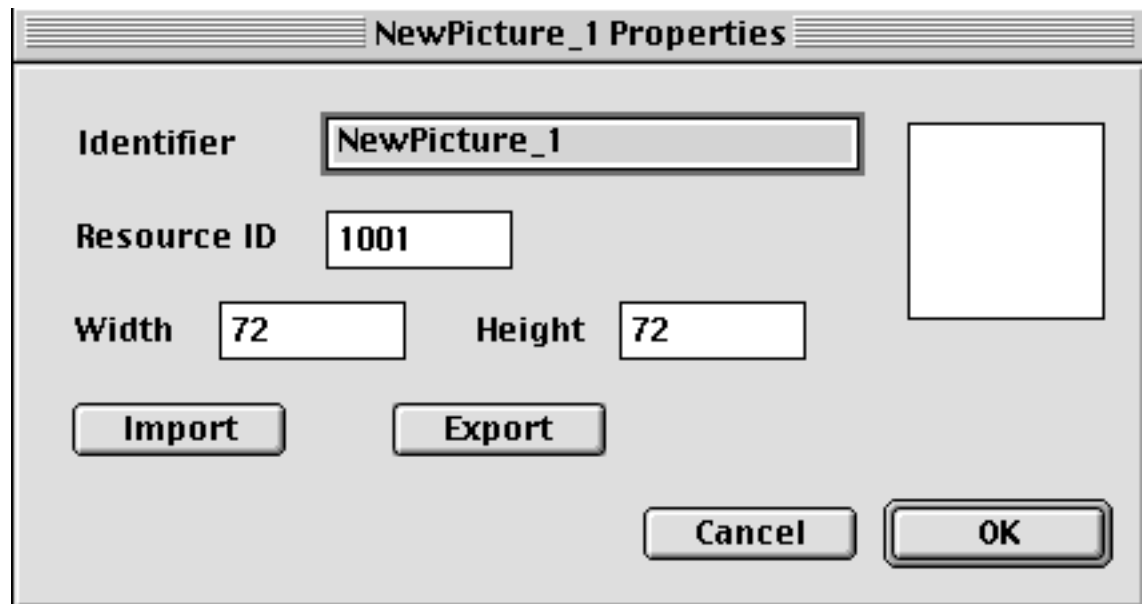 NewPicture_1 Properties
Identifier NewPicture_1
Resource ID 1001
Width 72 Height 72
Import Export
Cancel OK